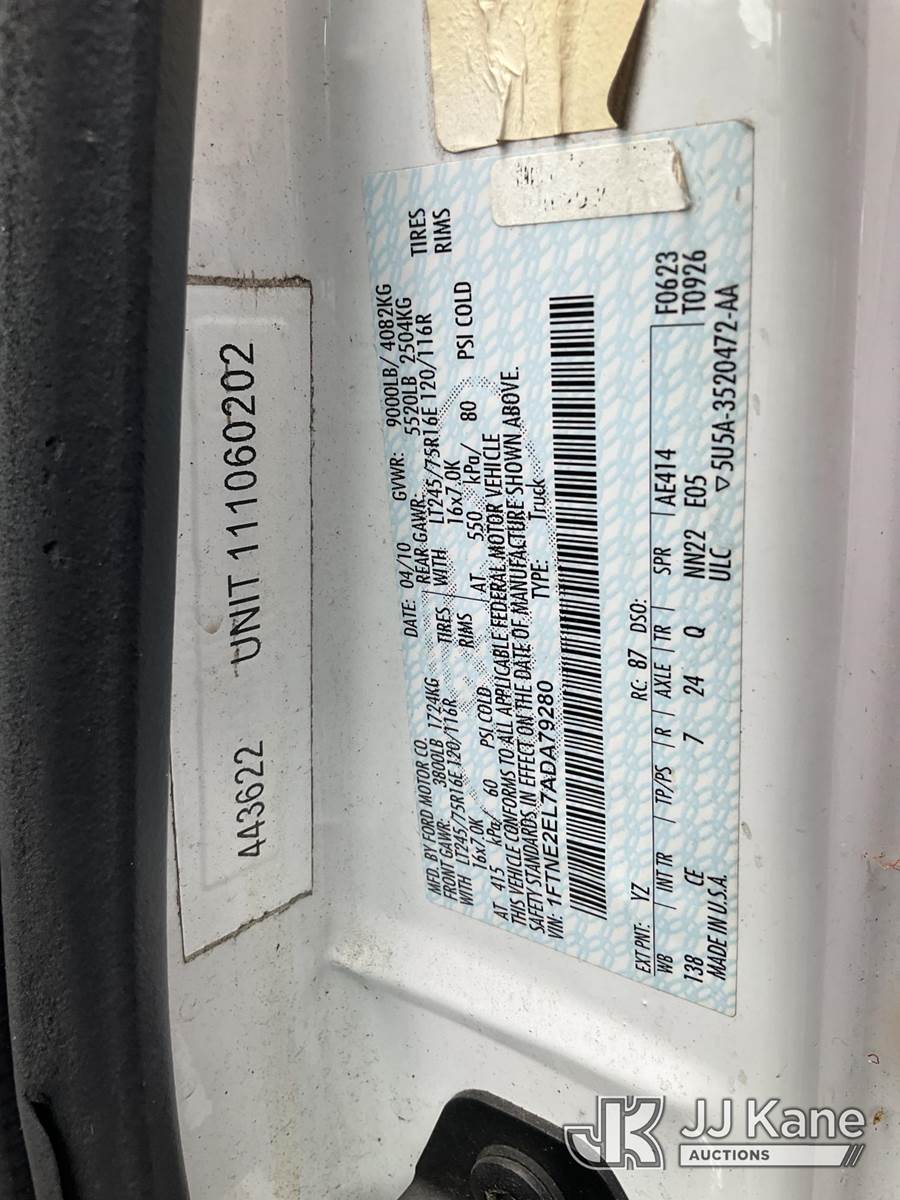 443622 UNIT 11106202
MFD. BY FORD MOTOR CO. DATE: 04/10 GVWR: 9000LB/ 4082KG
FRONT GAWR: 3800LB 1724KG REAR GAWR: 5520LB 2504KG
WITH LT245/75R16E 120/116R TIRES WITH LT245/75R16E 120/116R TIRES
16x7.0K RIMS 16x7.0K RIMS
AT 415 kPa/ 60 PSI COLD AT 550 kPa/ 80 PSI COLD
THIS VEHICLE CONFORMS TO ALL APPLICABLE FEDERAL MOTOR VEHICLE
SAFETY STANDARDS IN EFFECT ON THE DATE OF MANUFACTURE SHOWN ABOVE.
VIN: 1FTNE2EL7ADA79280 TYPE: Truck
EXT PNT: YZ RC: 87 DSO: F0623
WB INT TR TP/PS R AXLE TR SPR AE414 T0926
138 CE 7 24 Q NN22 E05
MADE IN U.S.A. ULC ▽5U5A-3520472-AA
JK JJ Kane
AUCTIONS